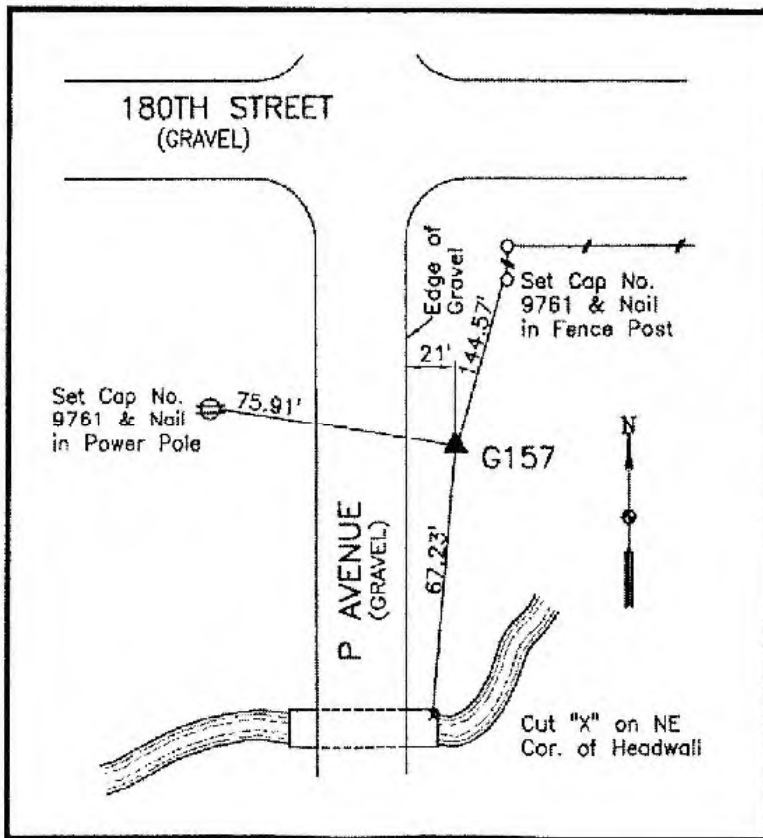 180TH STREET
(GRAVEL)
Edge of
Gravel
Set Cap No.
9761 & Nail
in Fence Post
144.57'
21'
Set Cap No.
9761 & Nail
in Power Pole
75.91'
G157
N
67.23'
P AVENUE
(GRAVEL)
Cut "X" on NE
Cor. of Headwall